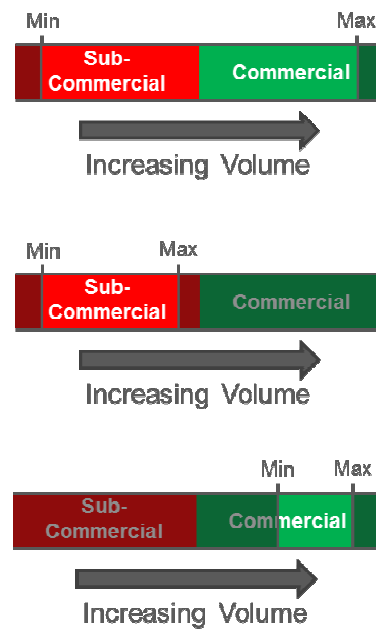 Min Max
Sub-
Commercial
Commercial
Increasing Volume
Min Max
Sub-
Commercial
Commercial
Increasing Volume
Min Max
Sub-
Commercial
Commercial
Increasing Volume